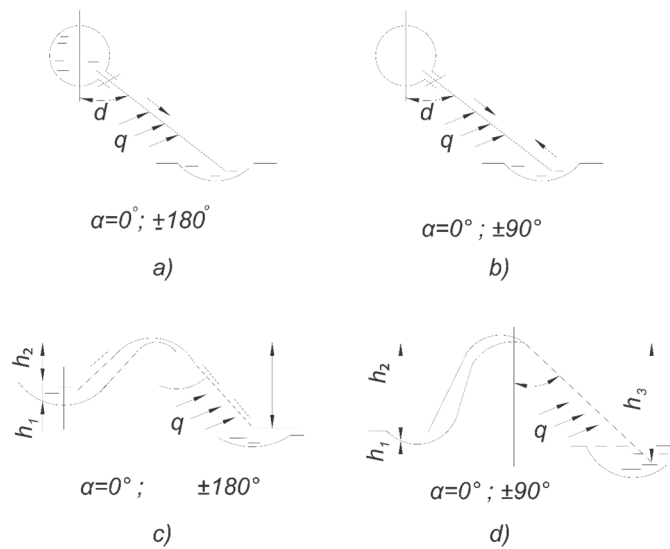 d
q
α=0°; ±180°
a)
d
q
α=0° ; ±90°
b)
h₂
h₁
q
α=0° ; ±180°
c)
h₂
h₁
h₃
q
α=0° ; ±90°
d)